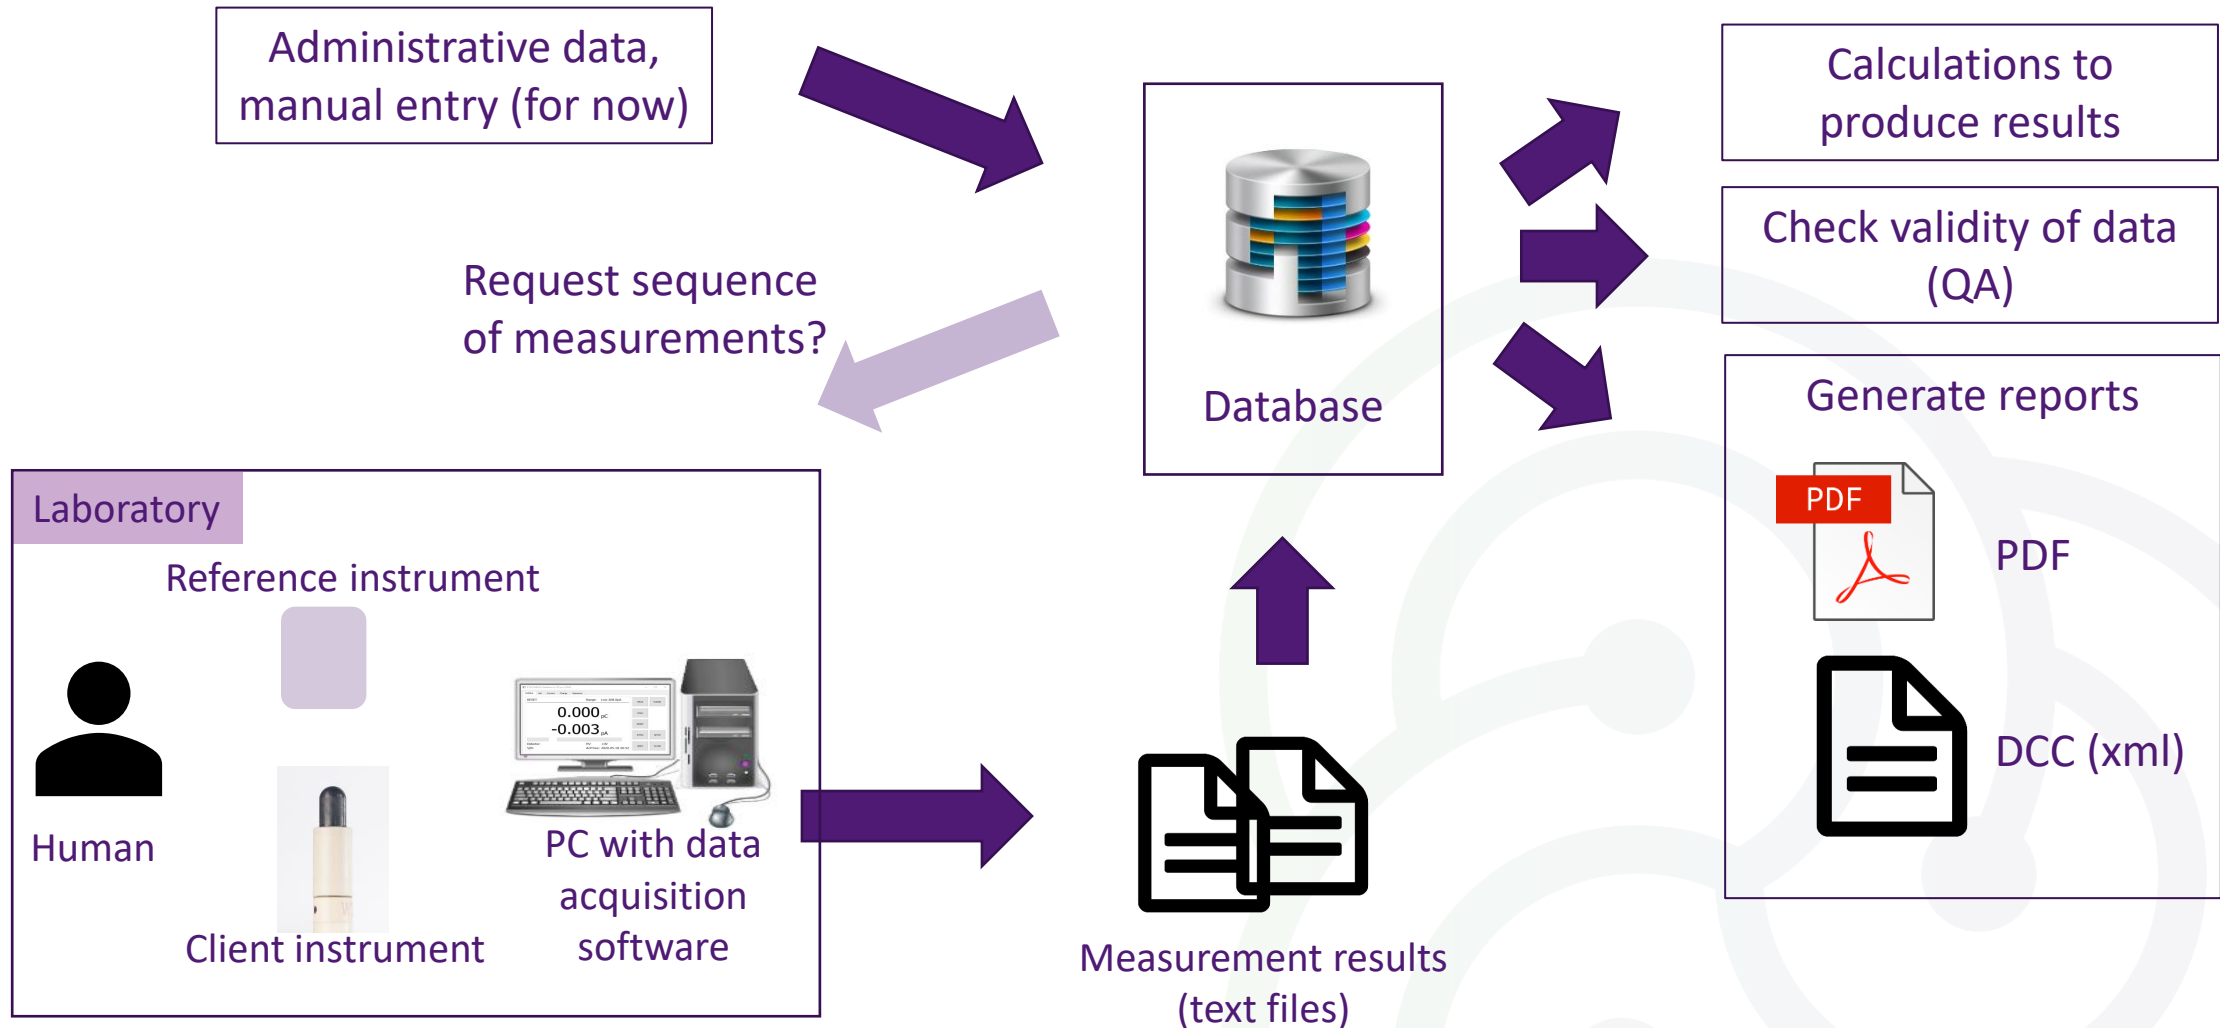 Administrative data,
manual entry (for now)
Request sequence
of measurements?
Database
Calculations to
produce results
Check validity of data
(QA)
Generate reports
PDF
PDF
DCC (xml)
Laboratory
Reference instrument
Human
Client instrument
0.000 pC
-0.003 pA
PC with data
acquisition
software
Measurement results
(text files)